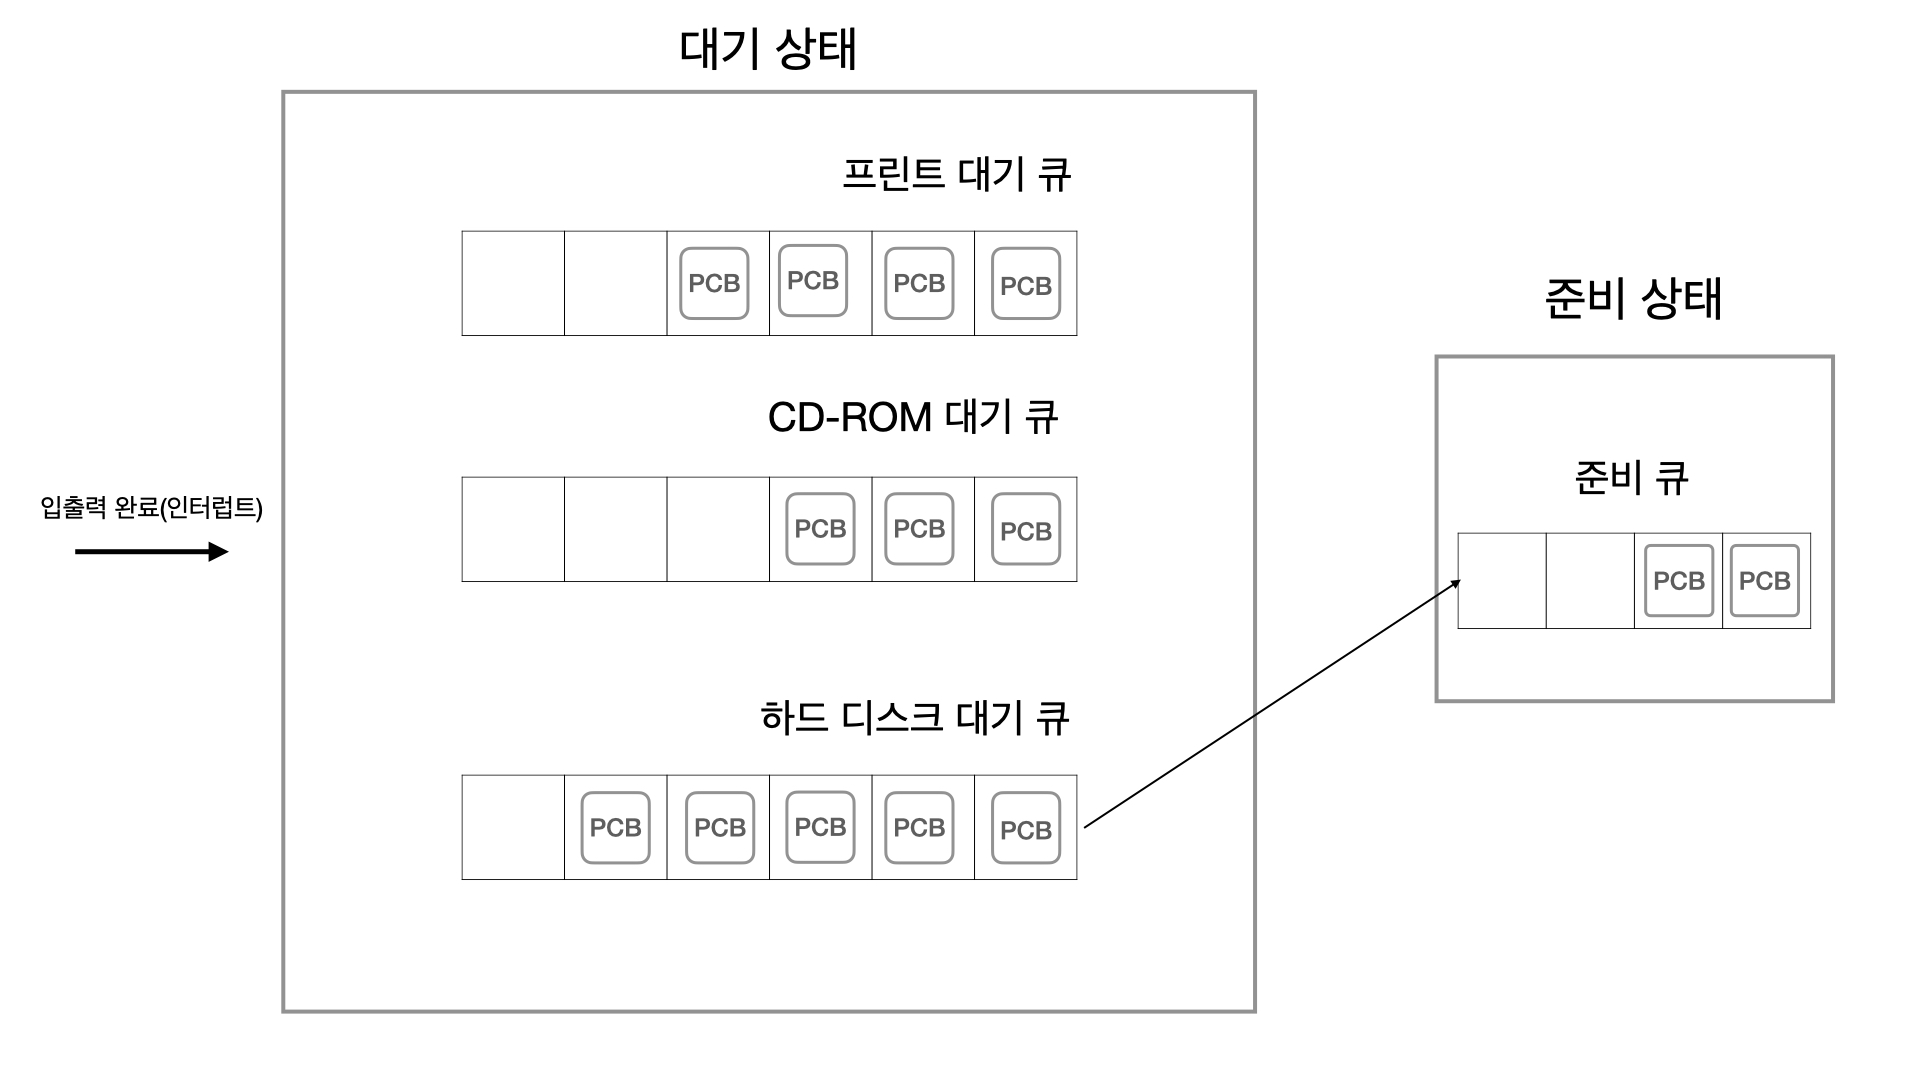 대기 상태
프린트 대기 큐
PCB PCB PCB PCB
CD-ROM 대기 큐
PCB PCB PCB
하드 디스크 대기 큐
PCB PCB PCB PCB PCB
입출력 완료(인터럽트)
준비 상태
준비 큐
PCB PCB